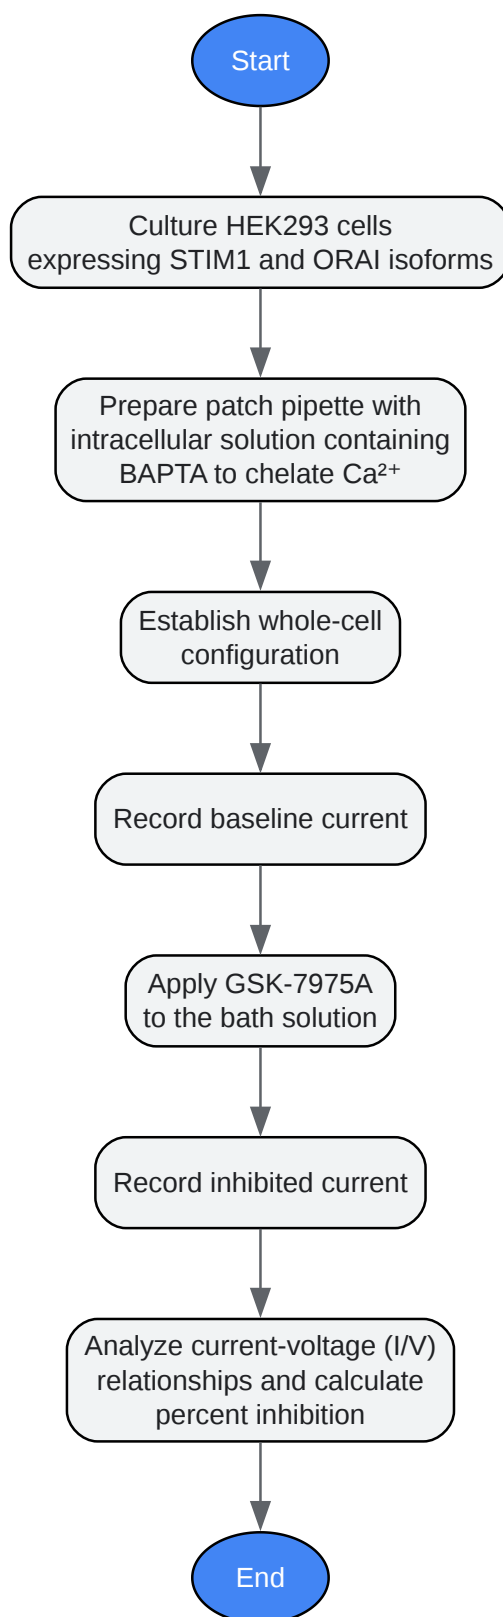 Start
Culture HEK293 cells
expressing STIM1 and ORAI isoforms
Prepare patch pipette with
intracellular solution containing
BAPTA to chelate Ca²⁺
Establish whole-cell
configuration
Record baseline current
Apply GSK-7975A
to the bath solution
Record inhibited current
Analyze current-voltage (I/V)
relationships and calculate
percent inhibition
End